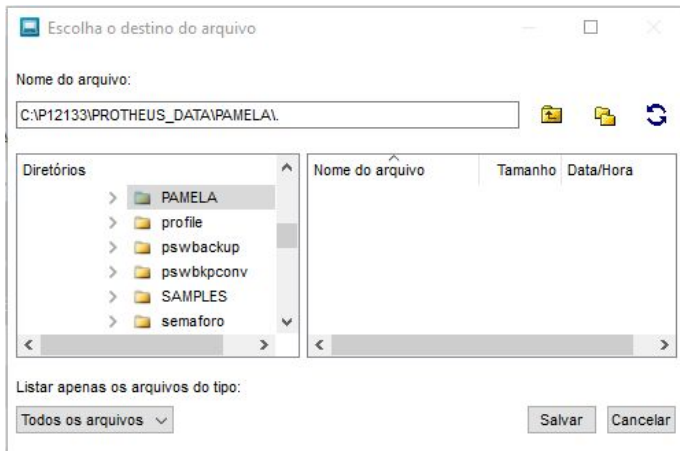 Escolha o destino do arquivo
Nome do arquivo:
C:\P12133\PROTHEUS_DATA\PAMELA\.
Diretórios
PAMELA
profile
pswbackup
pswbkpconv
SAMPLES
semaforo
Nome do arquivo Tamanho Data/Hora
Listar apenas os arquivos do tipo:
Todos os arquivos
Salvar Cancelar